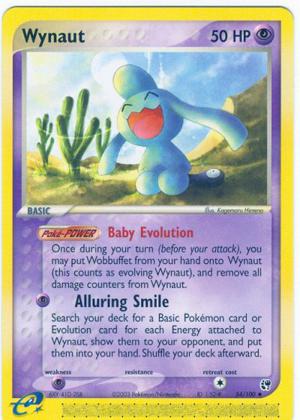 Wynaut 50 HP
BASIC
Illus. Kagemaru Himeno
Poké-POWER Baby Evolution
Once during your turn (before your attack), you
may put Wobbuffet from your hand onto Wynaut
(this counts as evolving Wynaut), and remove all
damage counters from Wynaut.
Alluring Smile
Search your deck for a Basic Pokémon card or
Evolution card for each Energy attached to
Wynaut, show them to your opponent, and put
them into your hand. Shuffle your deck afterward.
weakness resistance retreat cost
©2003 Pokémon/Nintendo 54/100